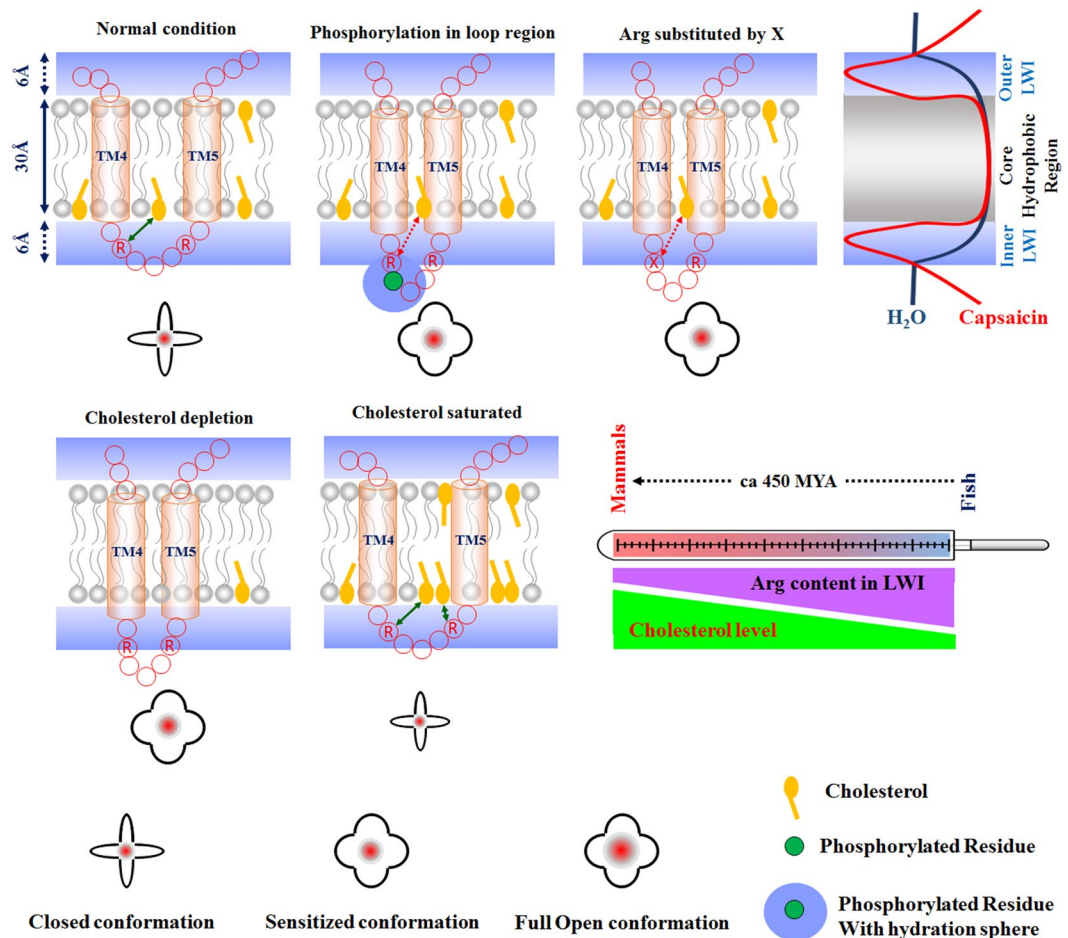 Normal condition
Phosphorylation in loop region
Arg substituted by X
6Å
30Å
6Å
TM4
TM5
R
R
TM4
TM5
R
R
TM4
TM5
X
R
Outer
LWI
Core
Hydrophobic
Region
Inner
LWI
H₂O
Capsaicin
Cholesterol depletion
Cholesterol saturated
TM4
TM5
R
R
TM4
TM5
R
R
Mammals
ca 450 MYA
Fish
Arg content in LWI
Cholesterol level
Cholesterol
Phosphorylated Residue
Phosphorylated Residue
With hydration sphere
Closed conformation
Sensitized conformation
Full Open conformation